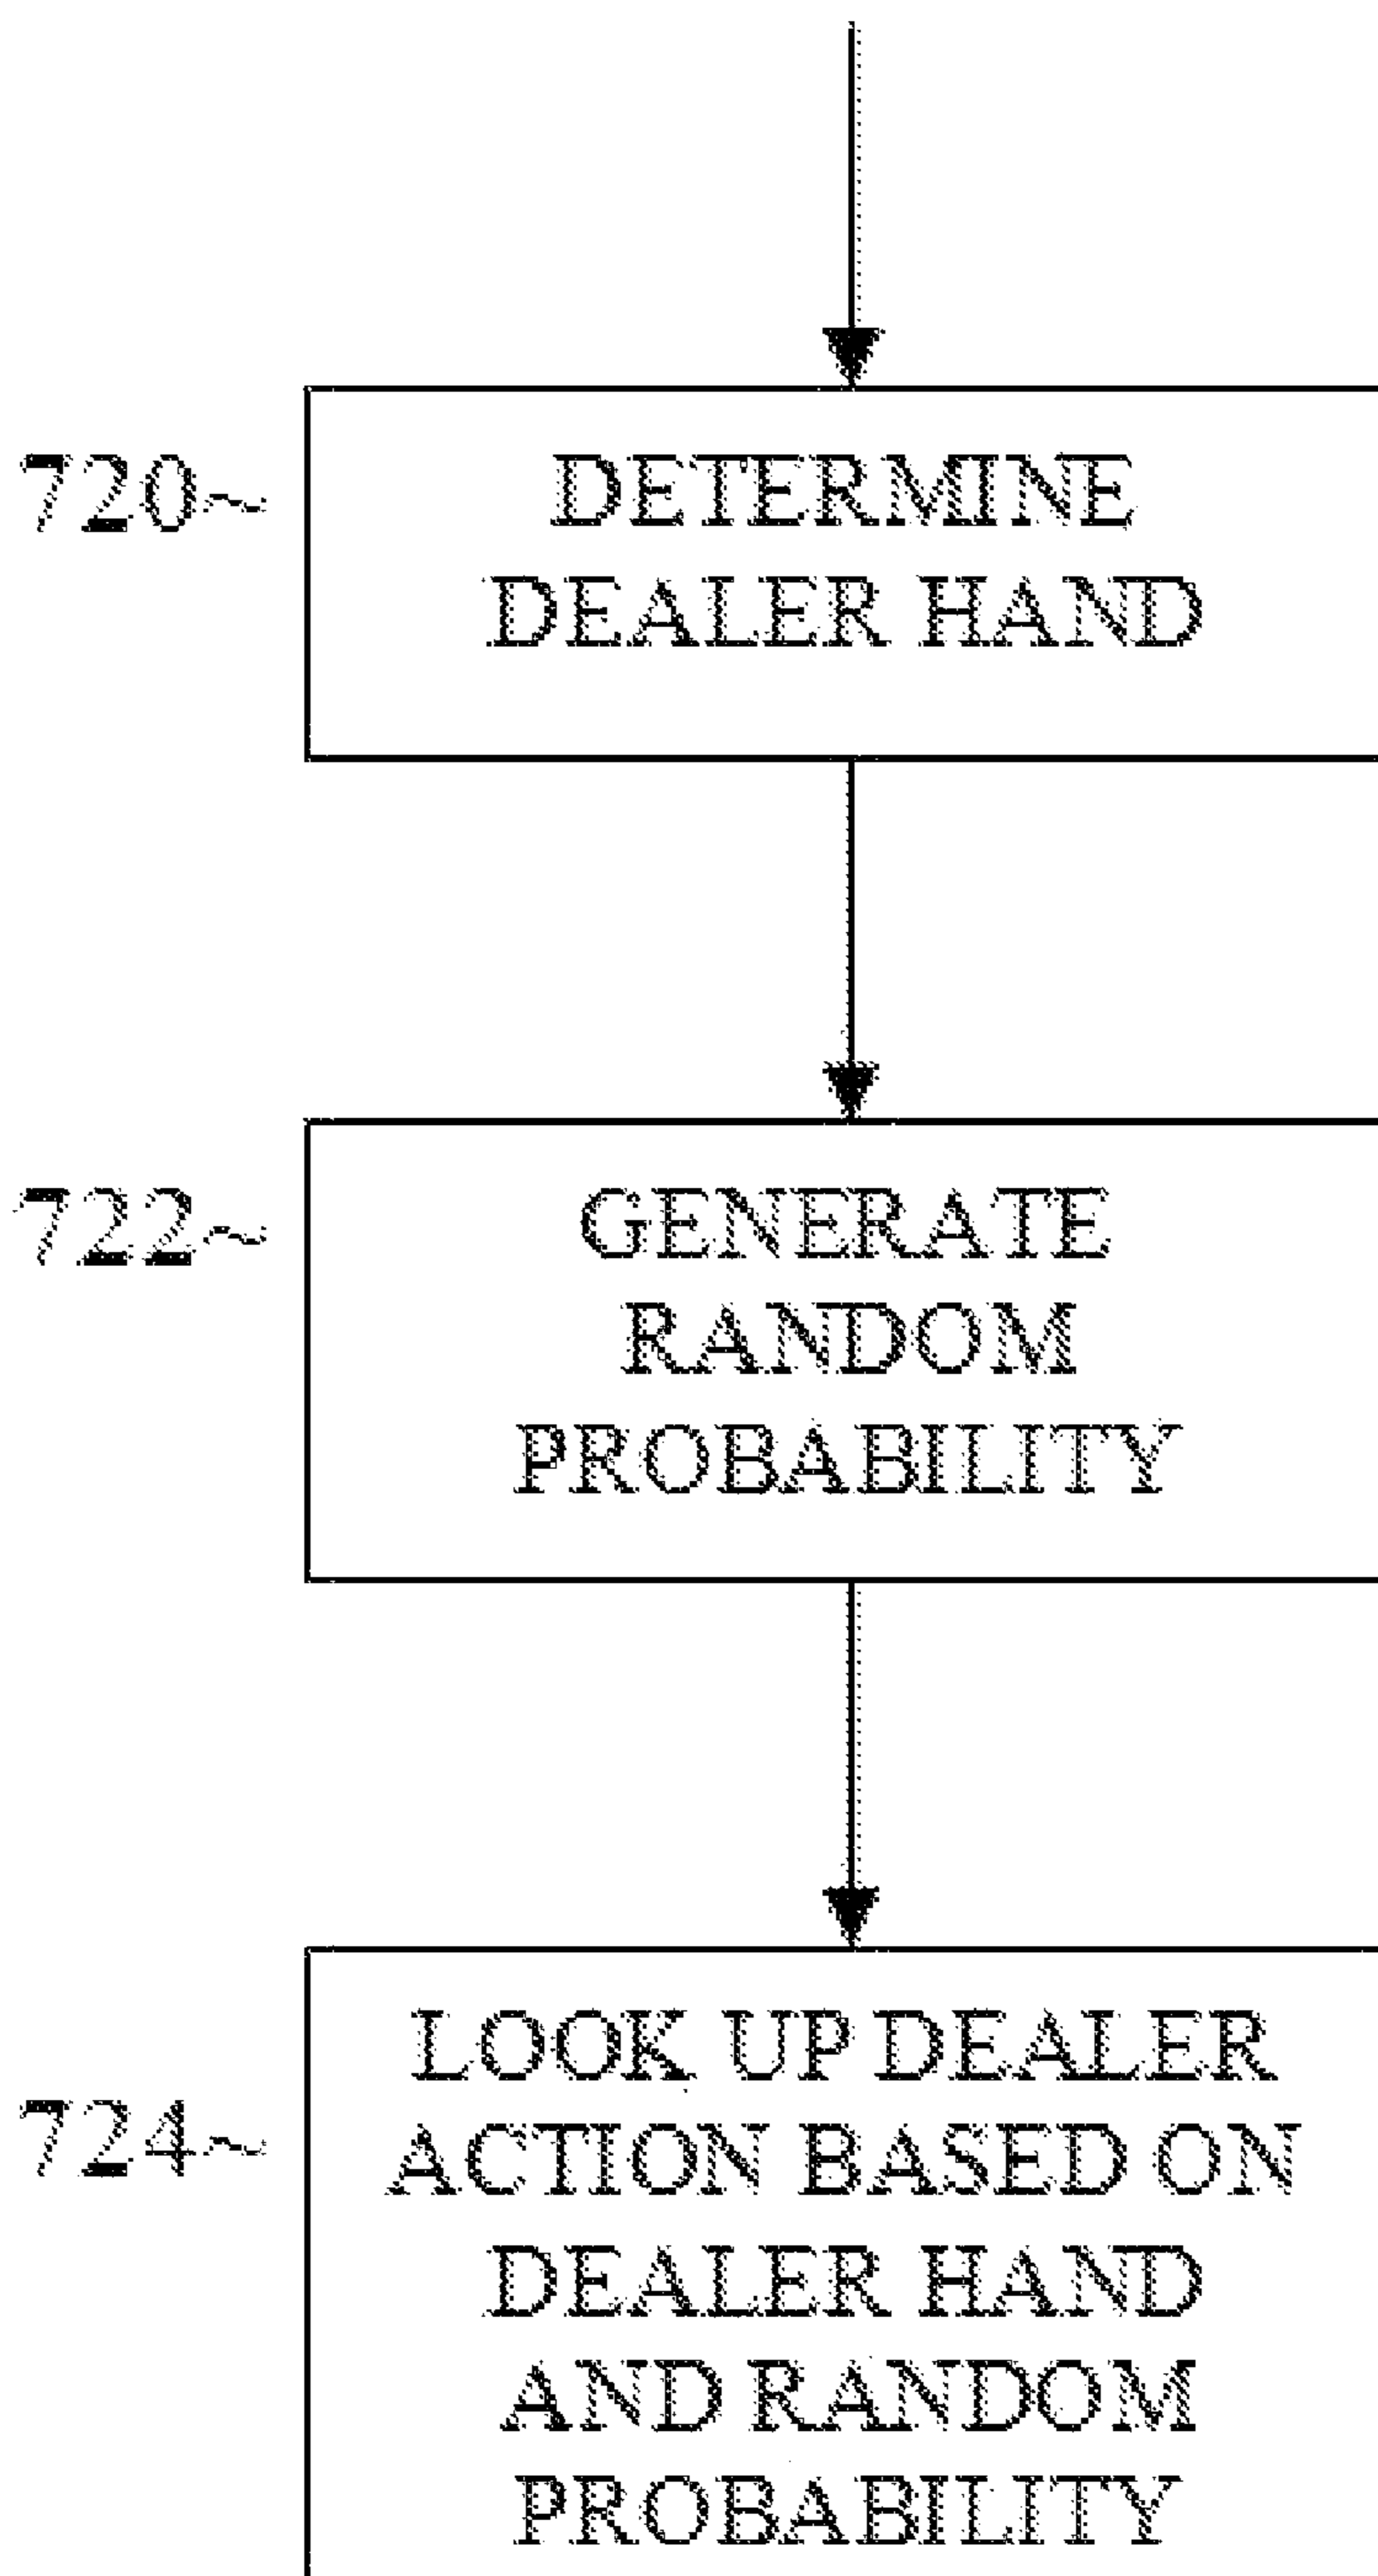 720~
DETERMINE
DEALER HAND
722~
GENERATE
RANDOM
PROBABILITY
724~
LOOK UP DEALER
ACTION BASED ON
DEALER HAND
AND RANDOM
PROBABILITY